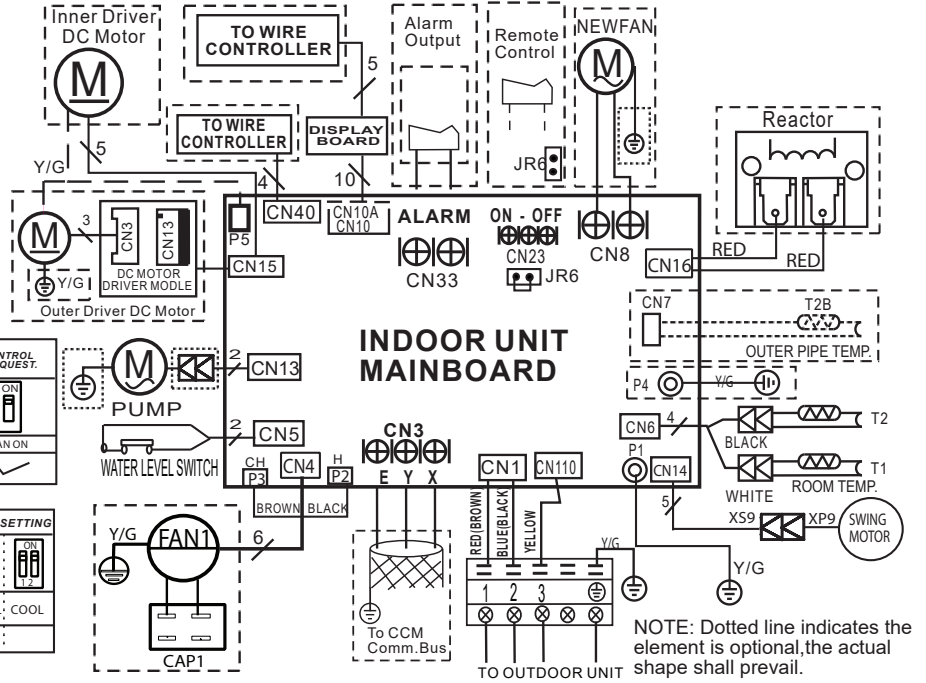 Inner Driver
DC Motor
M
5
Y/G
TO WIRE
CONTROLLER
5
TO WIRE
CONTROLLER
4
DISPLAY
BOARD
10
Alarm
Output
Remote
Control
JR6
NEWFAN
M
Reactor
RED
RED
M
3
CN3
CN13
DC MOTOR
DRIVER MODLE
Y/G
Outer Driver DC Motor
P5
CN15
CN40
CN10A
CN10
ALARM
CN33
ON - OFF
CN23
JR6
CN8
CN16
INDOOR UNIT
MAINBOARD
CN7
T2B
OUTER PIPE TEMP.
P4
Y/G
NTROL
QUEST.
ON
AN ON
M
PUMP
2
CN13
WATER LEVEL SWITCH
2
CN5
CN6
4
BLACK
T2
WHITE
T1
ROOM TEMP.
CH
P3
CN4
H
P2
BROWN
BLACK
CN3
E Y X
CN1
CN110
P1
CN14
5
XS9
XP9
SWING
MOTOR
Y/G
SETTING
ON
1 2
COOL
Y/G
FAN1
6
CAP1
To CCM
Comm.Bus
RED(BROWN)
BLUE(BLACK)
YELLOW
Y/G
1 2 3
TO OUTDOOR UNIT
NOTE: Dotted line indicates the
element is optional,the actual
shape shall prevail.